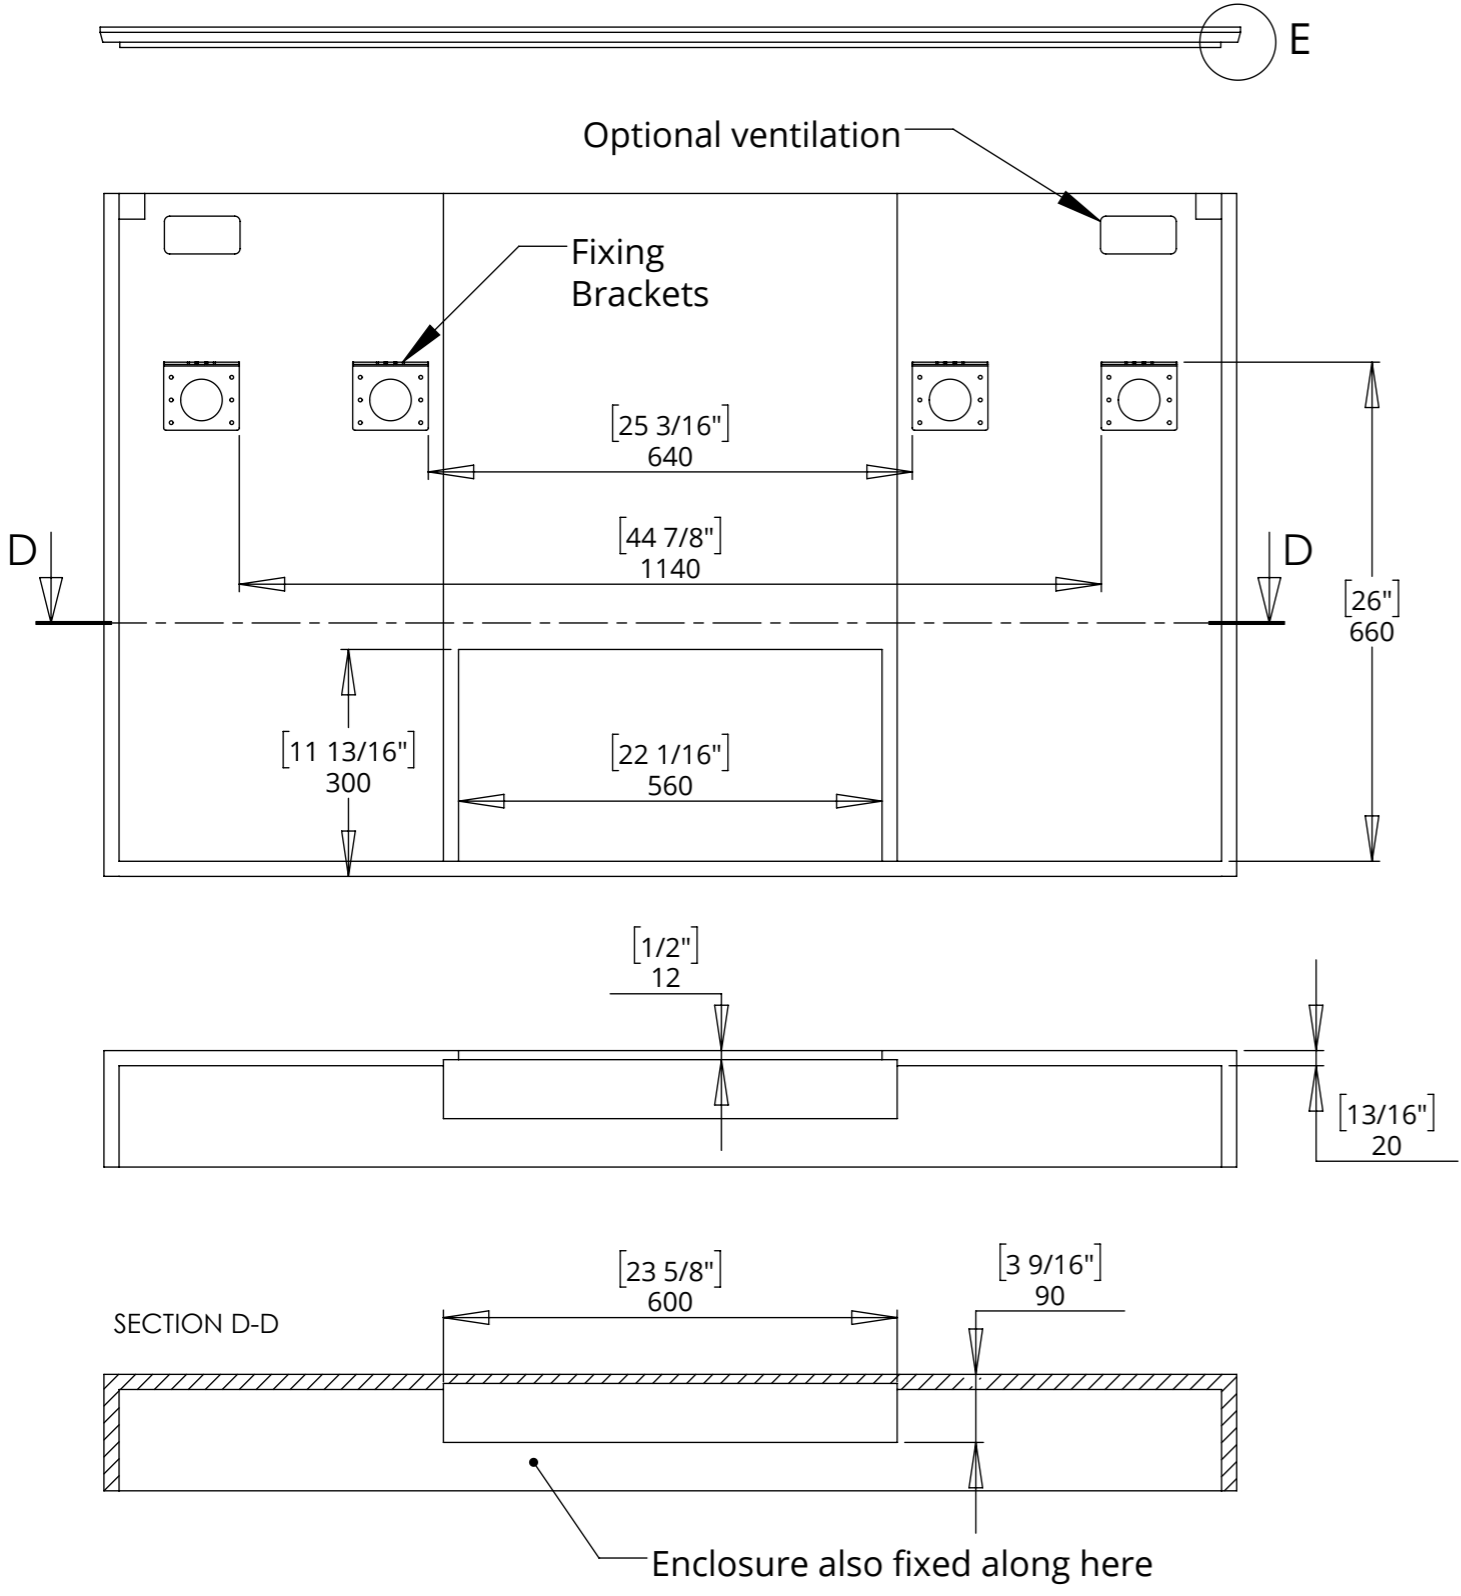 E
Optional ventilation
Fixing
Brackets
[25 3/16"]
640
[44 7/8"]
1140
D
D
[26"]
660
[11 13/16"]
300
[22 1/16"]
560
[1/2"]
12
[13/16"]
20
[23 5/8"]
600
[3 9/16"]
90
SECTION D-D
Enclosure also fixed along here